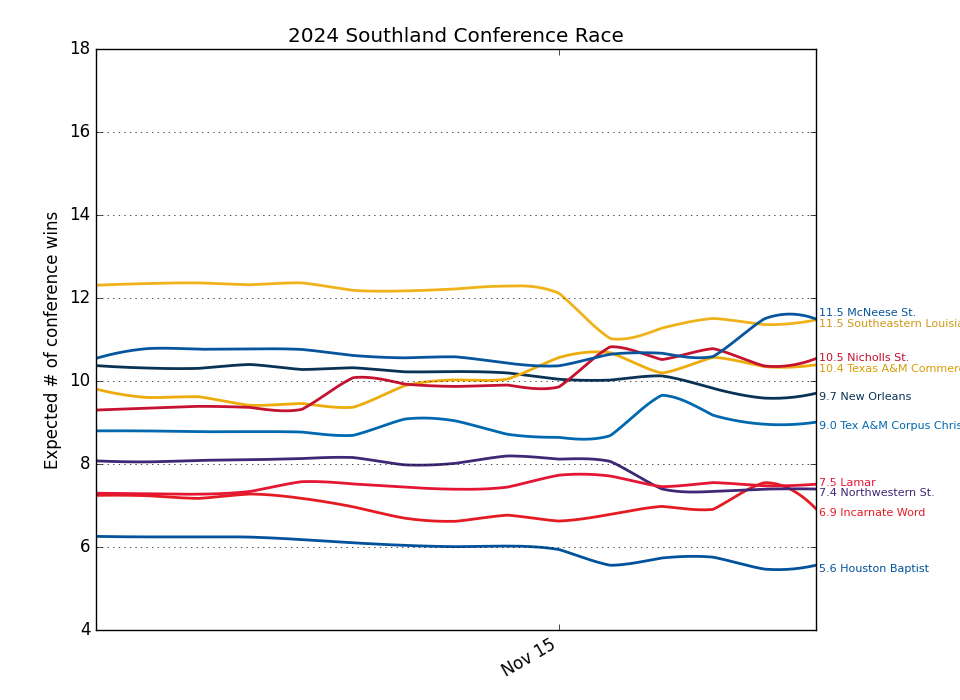 2024 Southland Conference Race
Expected # of conference wins
18
16
14
12
10
8
6
4
Nov 15
11.5 McNeese St.
11.5 Southeastern Louisia
10.5 Nicholls St.
10.4 Texas A&M Commerc
9.7 New Orleans
9.0 Tex A&M Corpus Chris
7.5 Lamar
7.4 Northwestern St.
6.9 Incarnate Word
5.6 Houston Baptist